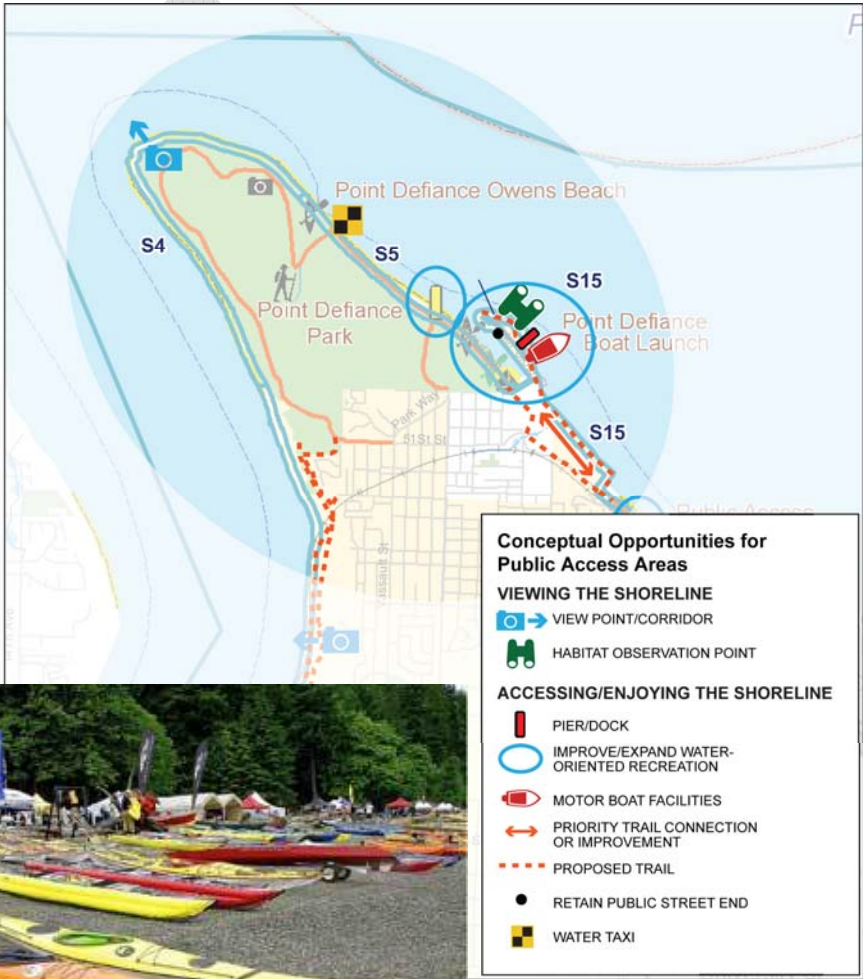 Point Defiance Owens Beach
S4
S5
S15
Point Defiance
Park
Point Defiance
Boat Launch
Park Way
51St St
S15
Public Access
Vassault St
Conceptual Opportunities for
Public Access Areas
VIEWING THE SHORELINE
VIEW POINT/CORRIDOR
HABITAT OBSERVATION POINT
ACCESSING/ENJOYING THE SHORELINE
PIER/DOCK
IMPROVE/EXPAND WATER-
ORIENTED RECREATION
MOTOR BOAT FACILITIES
PRIORITY TRAIL CONNECTION
OR IMPROVEMENT
PROPOSED TRAIL
RETAIN PUBLIC STREET END
WATER TAXI